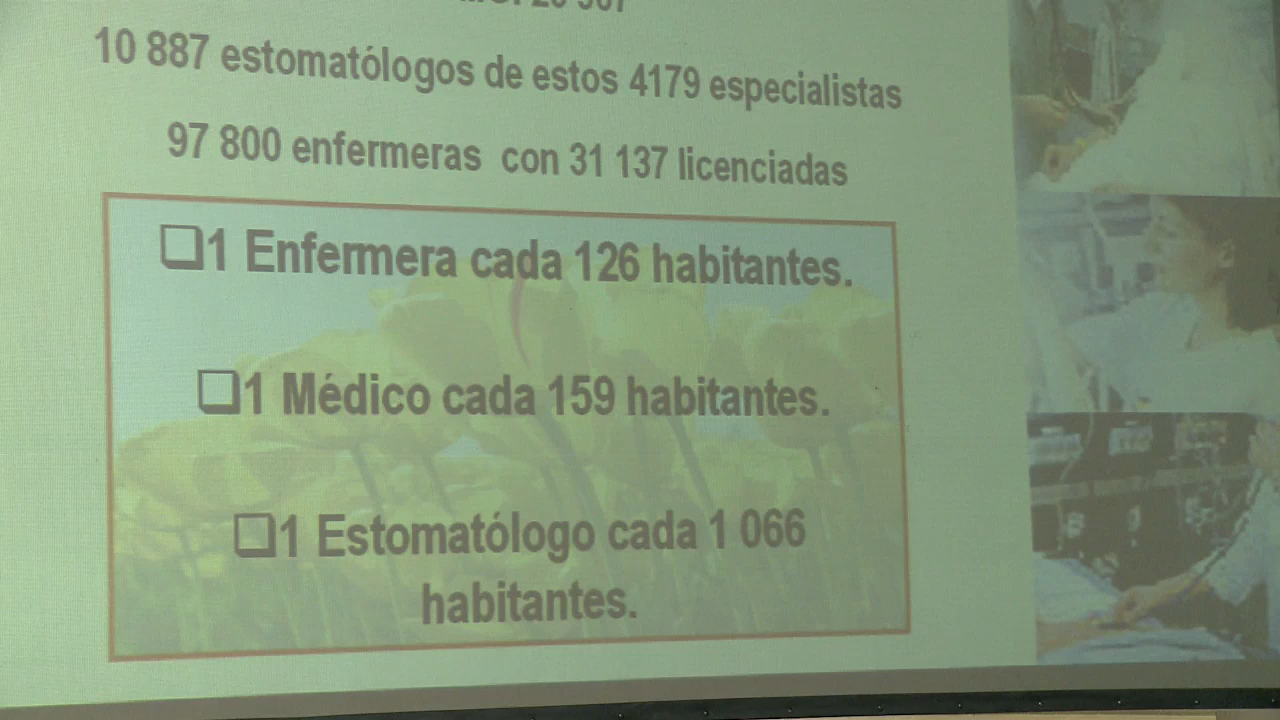 10 887 estomatólogos de estos 4179 especialistas
97 800 enfermeras con 31 137 licenciadas
❑1 Enfermera cada 126 habitantes.
❑1 Médico cada 159 habitantes.
❑1 Estomatólogo cada 1 066
habitantes.